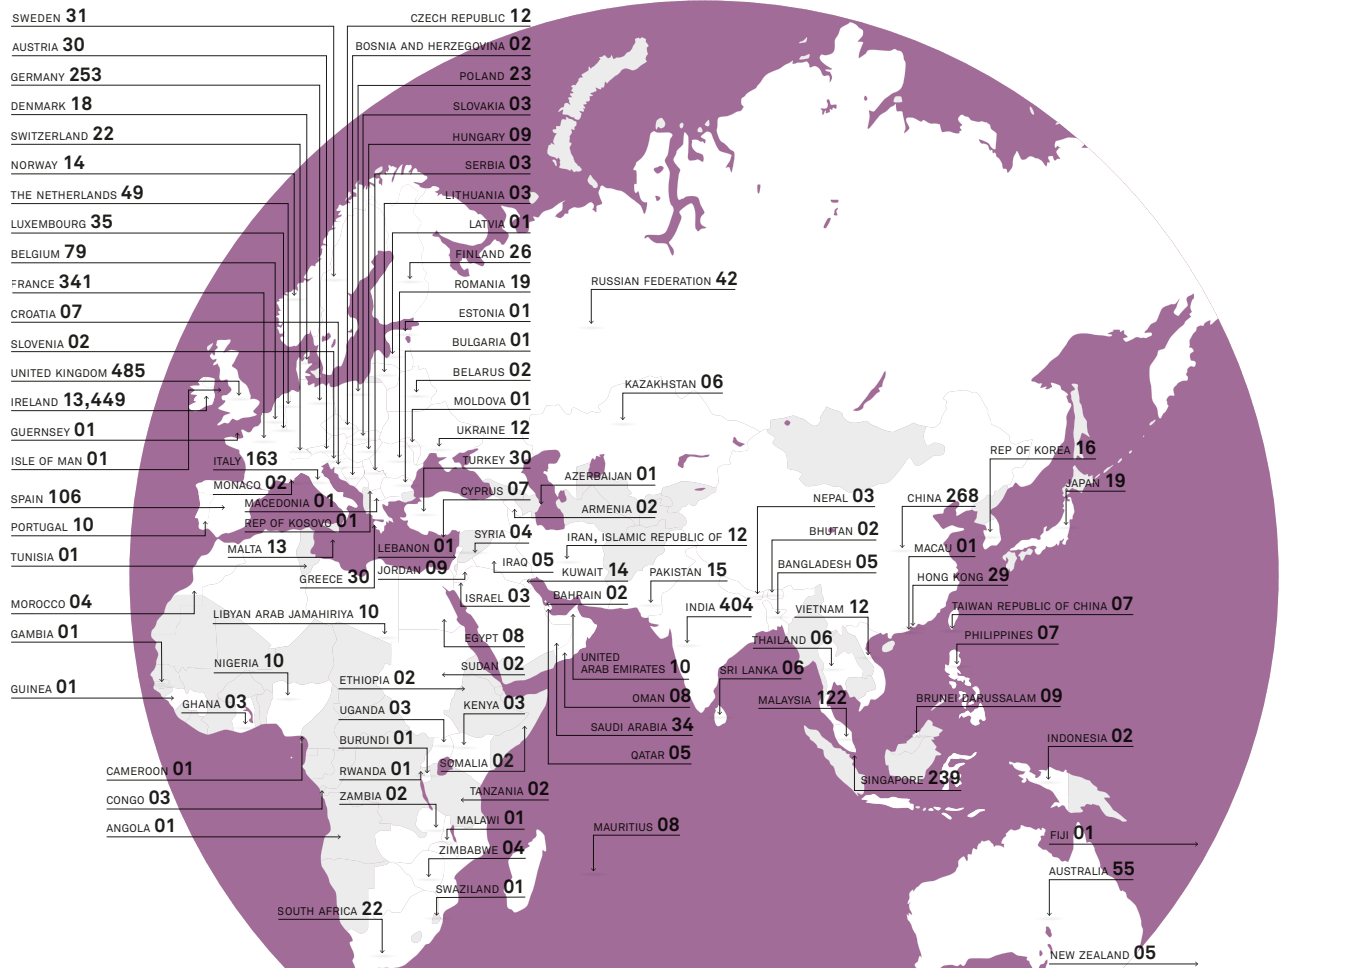 SWEDEN 31
AUSTRIA 30
GERMANY 253
DENMARK 18
SWITZERLAND 22
NORWAY 14
THE NETHERLANDS 49
LUXEMBOURG 35
BELGIUM 79
FRANCE 341
CROATIA 07
SLOVENIA 02
UNITED KINGDOM 485
IRELAND 13,449
GUERNSEY 01
ISLE OF MAN 01
SPAIN 106
PORTUGAL 10
TUNISIA 01
MOROCCO 04
GAMBIA 01
GUINEA 01
CZECH REPUBLIC 12
BOSNIA AND HERZEGOVINA 02
POLAND 23
SLOVAKIA 03
HUNGARY 09
SERBIA 03
LITHUANIA 03
LATVIA 01
FINLAND 26
ROMANIA 19
ESTONIA 01
BULGARIA 01
BELARUS 02
MOLDOVA 01
UKRAINE 12
TURKEY 30
CYPRUS 07
SYRIA 04
LEBANON 01
IRAQ 05
JORDAN 09
ISRAEL 03
EGYPT 08
SUDAN 02
ITALY 163
MONACO 02
MACEDONIA 01
REP OF KOSOVO 01
MALTA 13
GREECE 30
LIBYAN ARAB JAMAHIRIYA 10
NIGERIA 10
GHANA 03
ETHIOPIA 02
UGANDA 03
KENYA 03
BURUNDI 01
SOMALIA 02
RWANDA 01
ZAMBIA 02
TANZANIA 02
MALAWI 01
ZIMBABWE 04
SWAZILAND 01
SOUTH AFRICA 22
CAMEROON 01
CONGO 03
ANGOLA 01
RUSSIAN FEDERATION 42
KAZAKHSTAN 06
AZERBAIJAN 01
ARMENIA 02
IRAN, ISLAMIC REPUBLIC OF 12
KUWAIT 14
BAHRAIN 02
PAKISTAN 15
INDIA 404
UNITED
ARAB EMIRATES 10
OMAN 08
SAUDI ARABIA 34
QATAR 05
MAURITIUS 08
NEPAL 03
BHUTAN 02
BANGLADESH 05
VIETNAM 12
THAILAND 06
SRI LANKA 06
MALAYSIA 122
SINGAPORE 239
CHINA 268
REP OF KOREA 16
JAPAN 19
MACAU 01
HONG KONG 29
TAIWAN REPUBLIC OF CHINA 07
PHILIPPINES 07
BRUNEI DARUSSALAM 09
INDONESIA 02
FIJI 01
AUSTRALIA 55
NEW ZEALAND 05